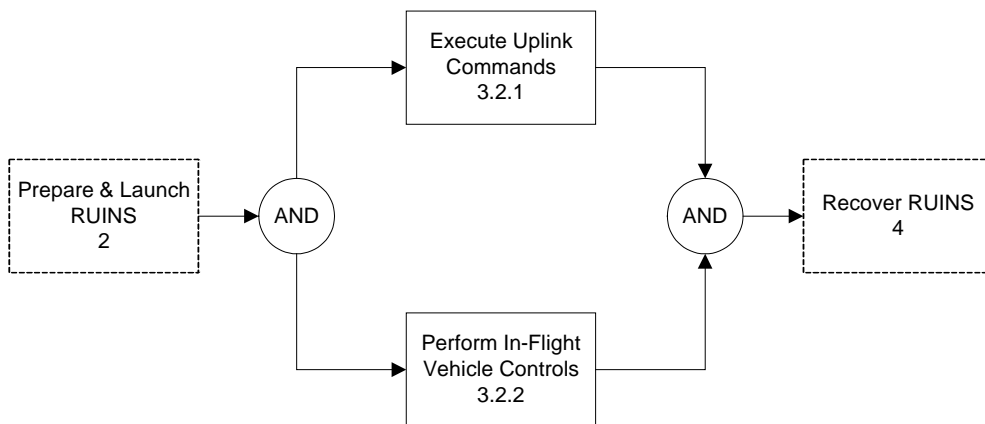 Execute Uplink
Commands
3.2.1
Prepare & Launch
RUINS
2
AND
AND
Recover RUINS
4
Perform In-Flight
Vehicle Controls
3.2.2